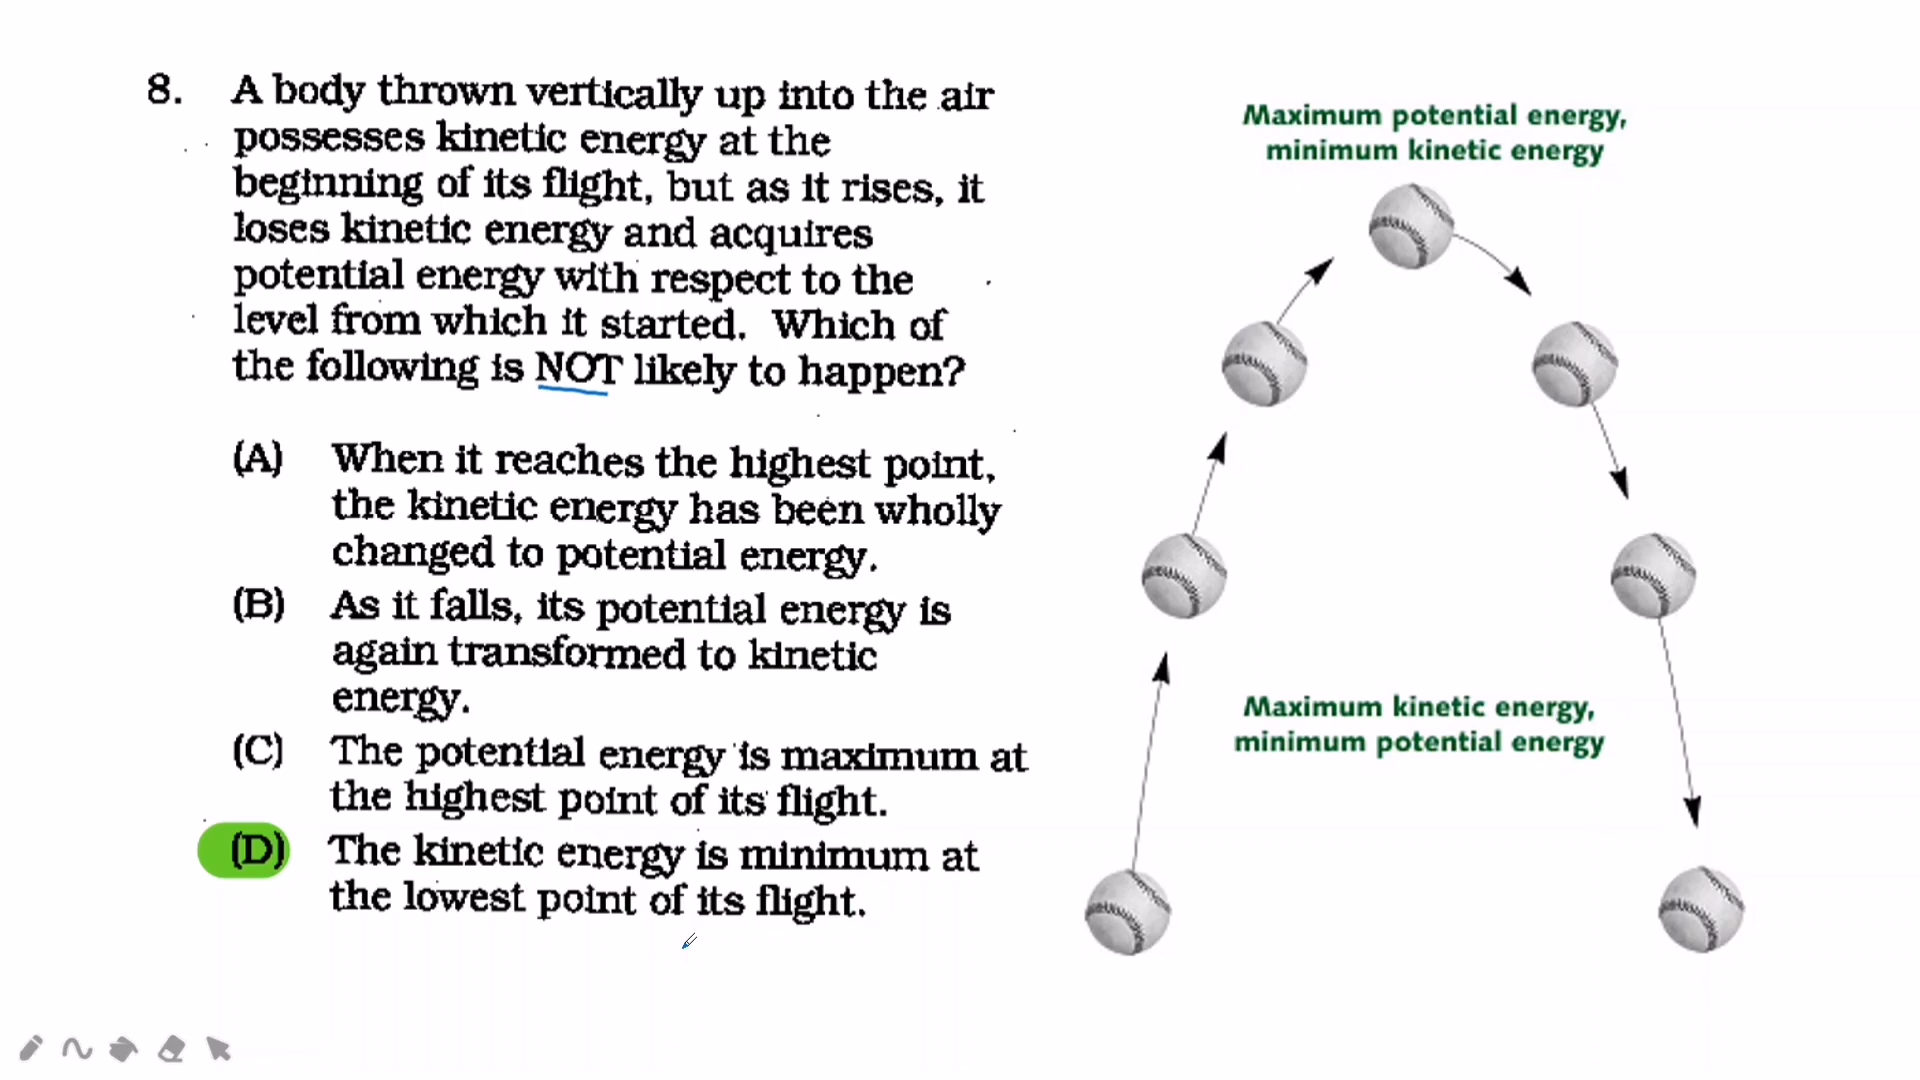 8. A body thrown vertically up into the air
possesses kinetic energy at the
beginning of its flight, but as it rises, it
loses kinetic energy and acquires
potential energy with respect to the
level from which it started. Which of
the following is NOT likely to happen?
(A) When it reaches the highest point,
the kinetic energy has been wholly
changed to potential energy.
(B) As it falls, its potential energy is
again transformed to kinetic
energy.
(C) The potential energy is maximum at
the highest point of its flight.
(D) The kinetic energy is minimum at
the lowest point of its flight.
Maximum potential energy,
minimum kinetic energy
Maximum kinetic energy,
minimum potential energy